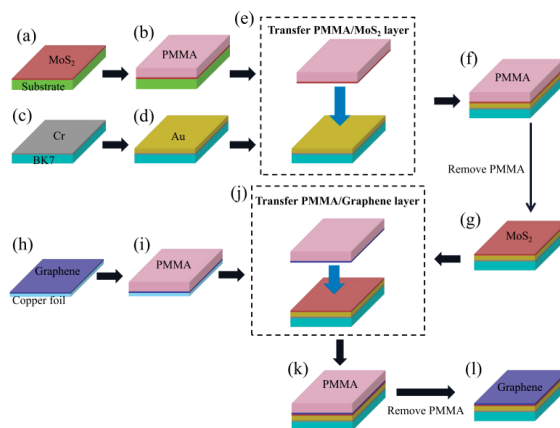 (a)
MoS₂
Substrate
(b)
PMMA
(c)
Cr
BK7
(d)
Au
(e)
Transfer PMMA/MoS₂ layer
(f)
PMMA
Remove PMMA
(g)
MoS₂
(h)
Graphene
Copper foil
(i)
PMMA
(j)
Transfer PMMA/Graphene layer
(k)
PMMA
Remove PMMA
(l)
Graphene